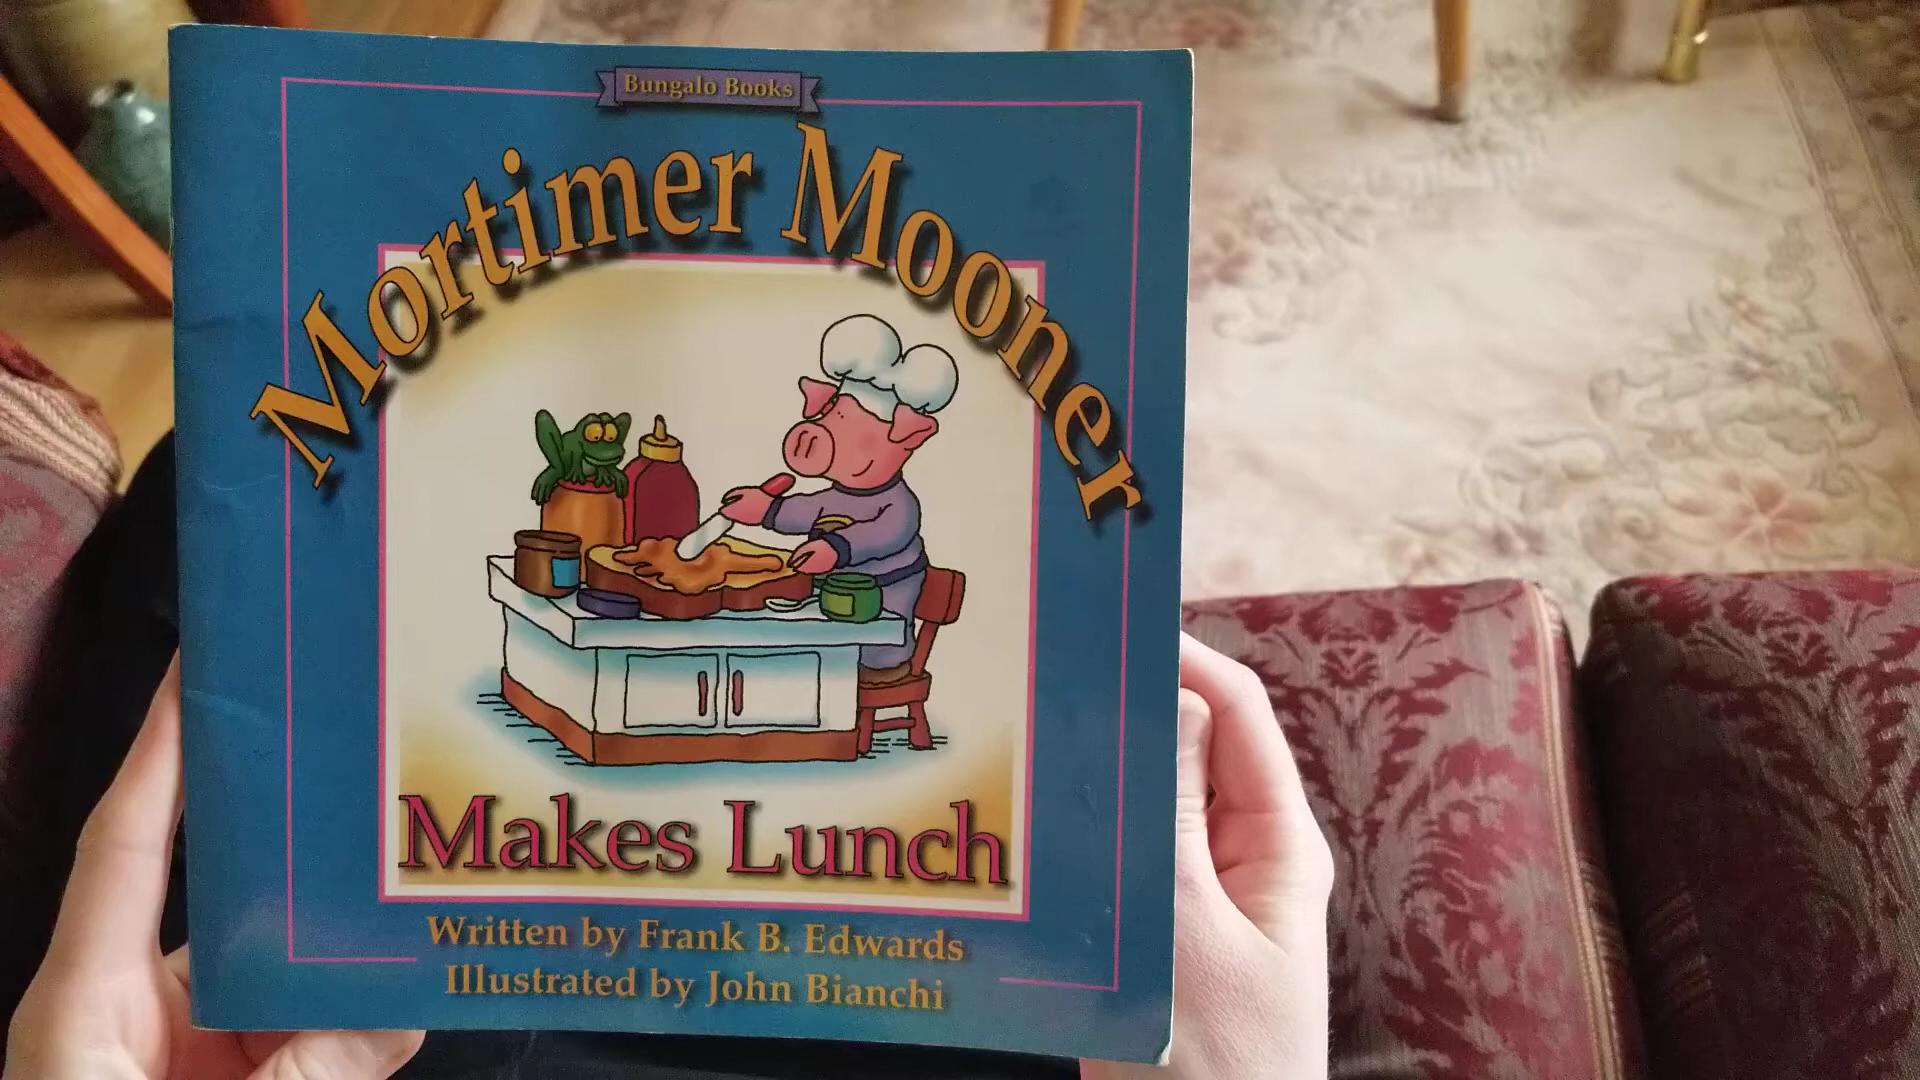 Bungalo Books
Mortimer Mooner
Makes Lunch
Written by Frank B. Edwards
Illustrated by John Bianchi